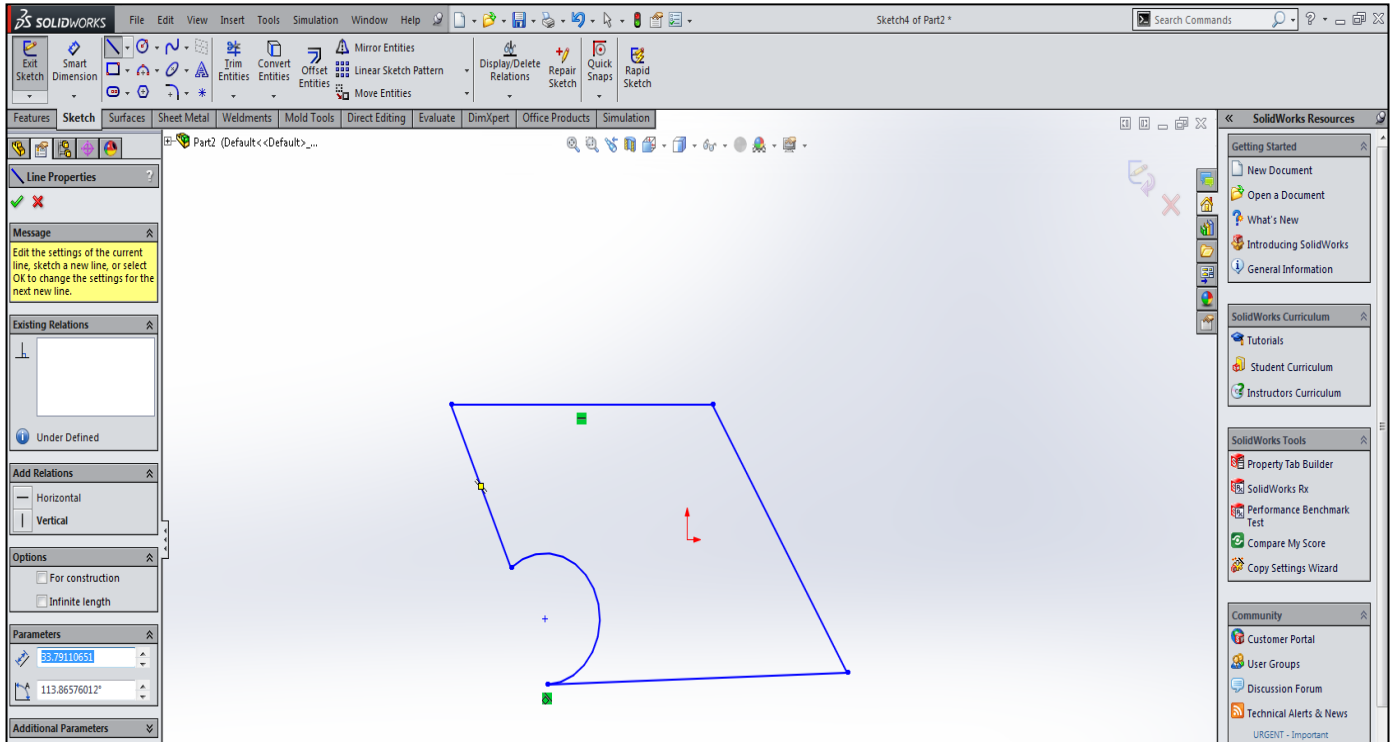 SOLIDWORKS File Edit View Insert Tools Simulation Window Help Sketch4 of Part2 * Search Commands ?
Exit Sketch
Smart Dimension
Trim Entities
Convert Entities
Offset Entities
Mirror Entities
Linear Sketch Pattern
Move Entities
Display/Delete Relations
Repair Sketch
Quick Snaps
Rapid Sketch
Features Sketch Surfaces Sheet Metal Weldments Mold Tools Direct Editing Evaluate DimXpert Office Products Simulation
Part2 (Default<<Default>_...
Line Properties ?
Message
Edit the settings of the current
line, sketch a new line, or select
OK to change the settings for the
next new line.
Existing Relations
Under Defined
Add Relations
Horizontal
Vertical
Options
For construction
Infinite length
Parameters
33.79110651
113.86576012°
Additional Parameters
SolidWorks Resources
Getting Started
New Document
Open a Document
What's New
Introducing SolidWorks
General Information
SolidWorks Curriculum
Tutorials
Student Curriculum
Instructors Curriculum
SolidWorks Tools
Property Tab Builder
SolidWorks Rx
Performance Benchmark
Test
Compare My Score
Copy Settings Wizard
Community
Customer Portal
User Groups
Discussion Forum
Technical Alerts & News
URGENT - Important